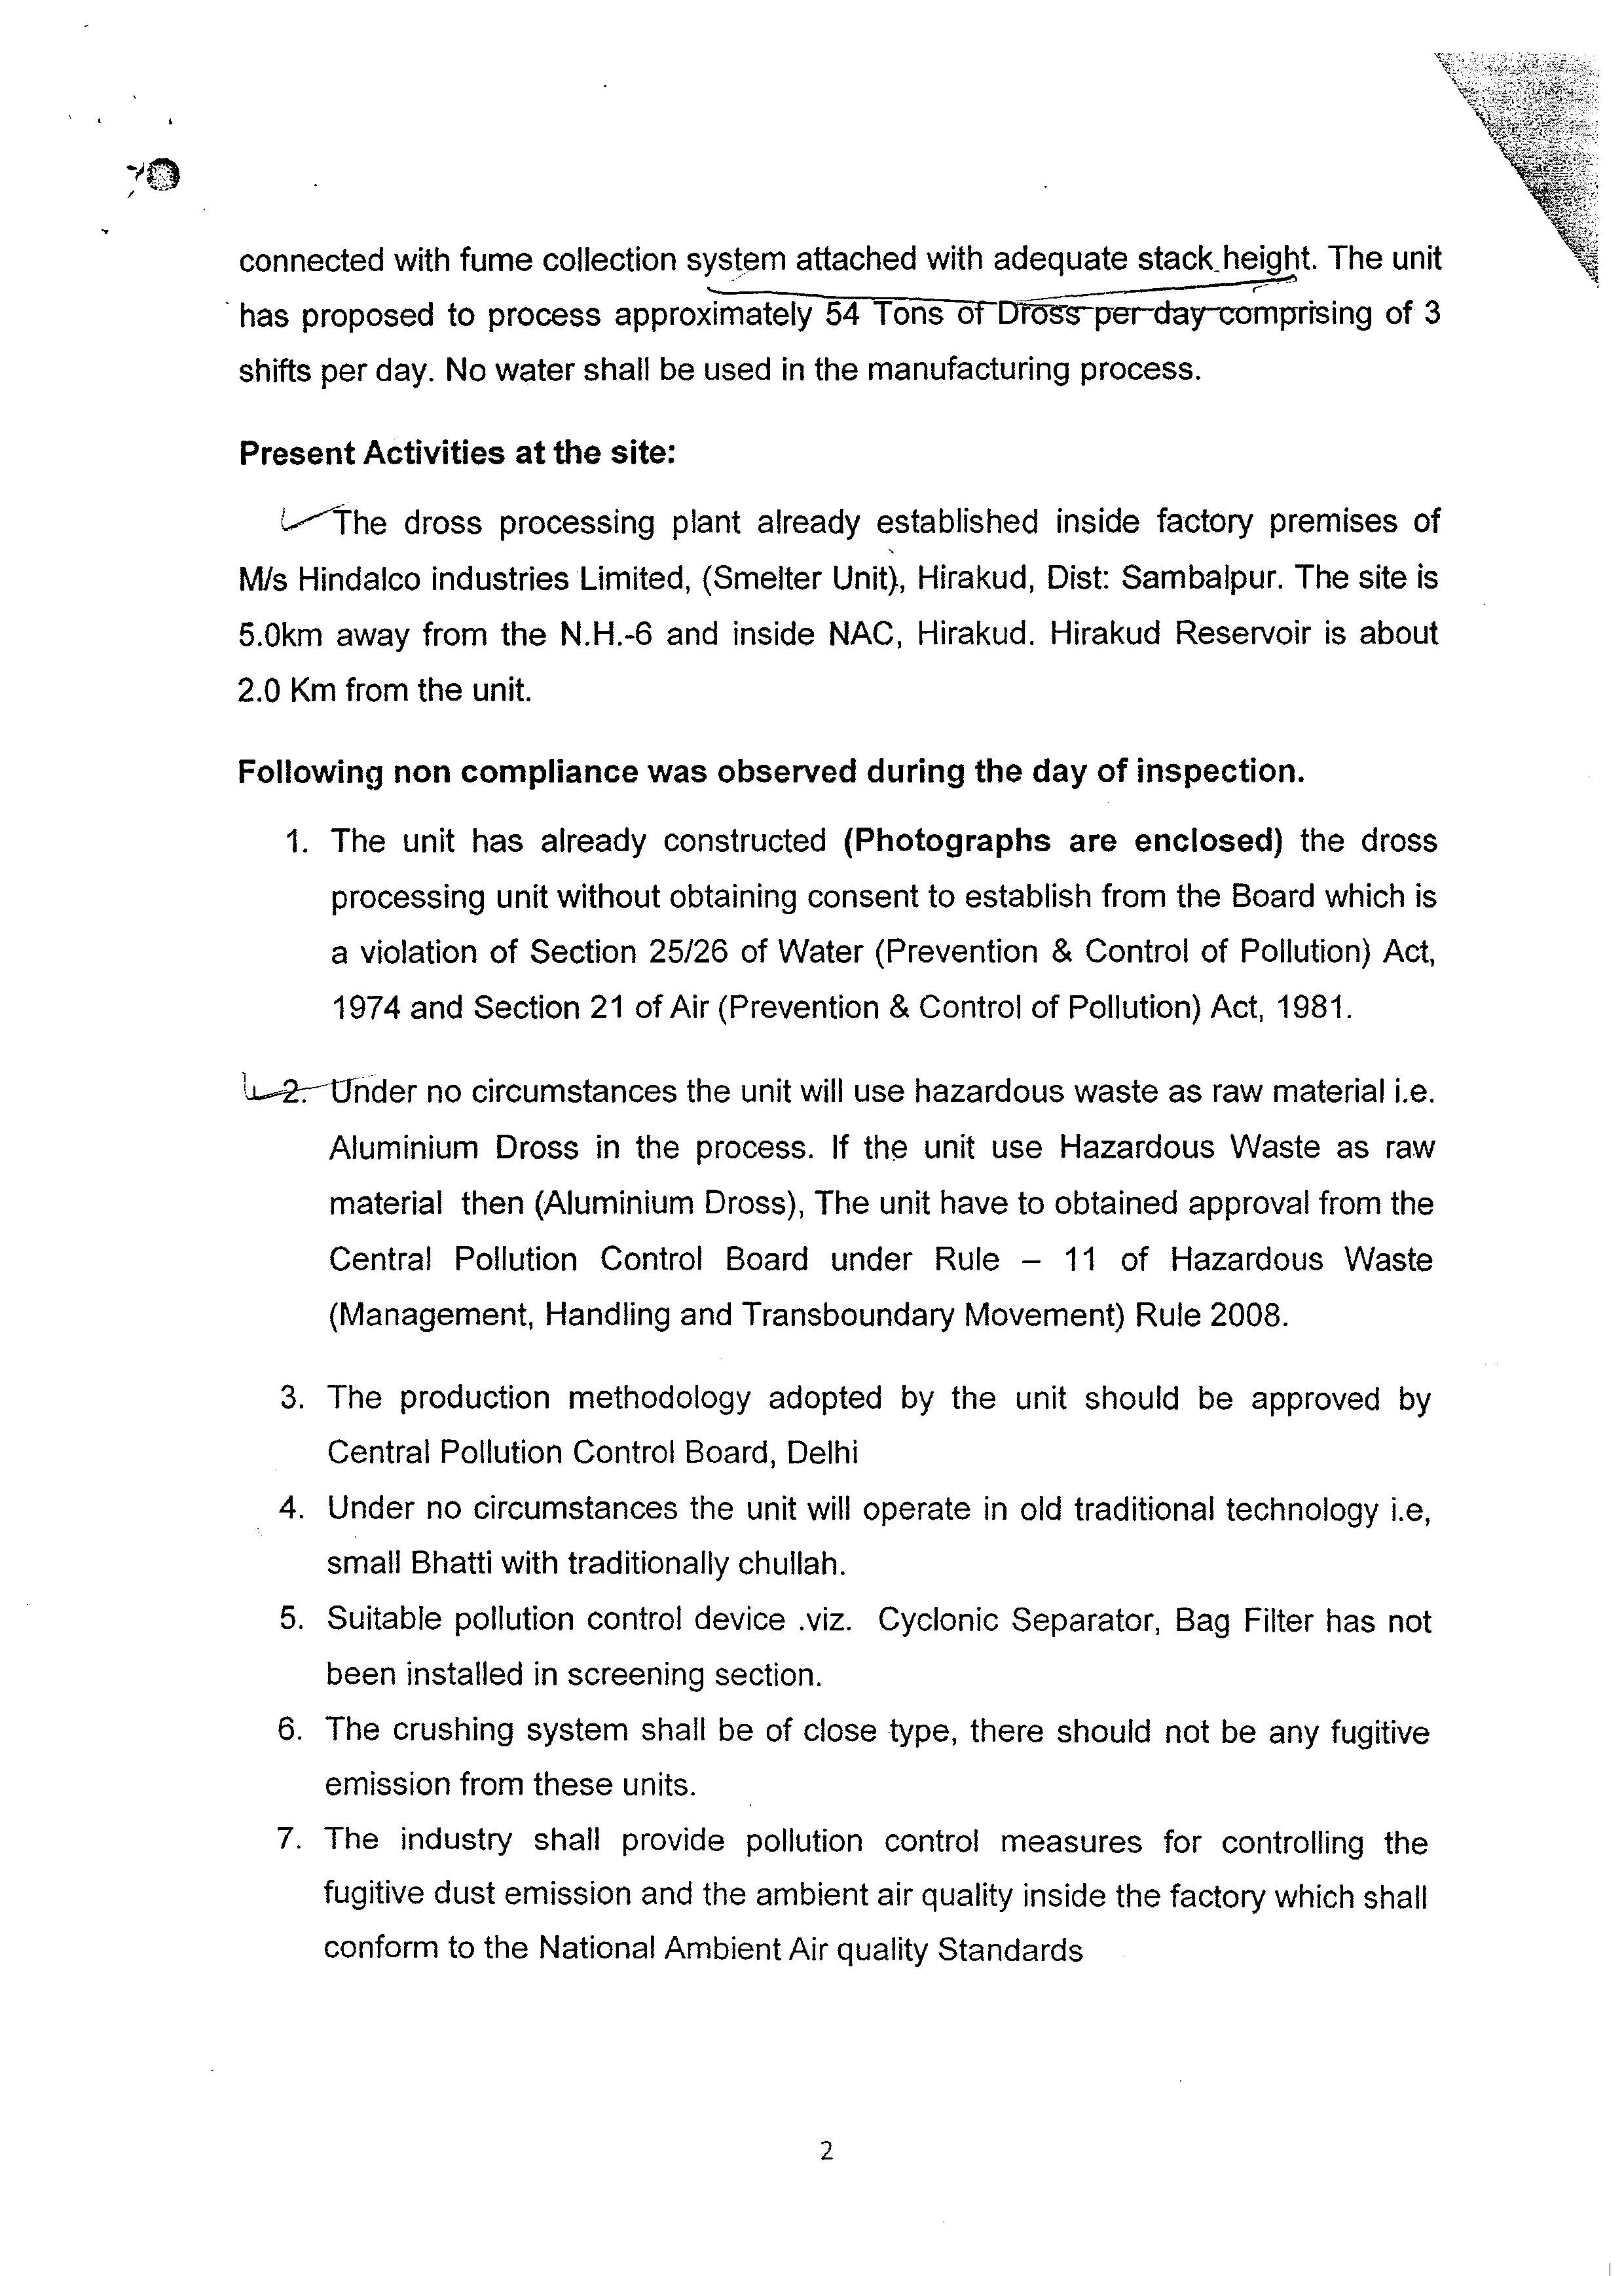 connected with fume collection system attached with adequate stack height. The unit
has proposed to process approximately 54 Tons of Dross per day comprising of 3
shifts per day. No water shall be used in the manufacturing process.
Present Activities at the site:
The dross processing plant already established inside factory premises of
M/s Hindalco industries Limited, (Smelter Unit), Hirakud, Dist: Sambalpur. The site is
5.0km away from the N.H.-6 and inside NAC, Hirakud. Hirakud Reservoir is about
2.0 Km from the unit.
Following non compliance was observed during the day of inspection.
1. The unit has already constructed (Photographs are enclosed) the dross
processing unit without obtaining consent to establish from the Board which is
a violation of Section 25/26 of Water (Prevention & Control of Pollution) Act,
1974 and Section 21 of Air (Prevention & Control of Pollution) Act, 1981.
2. Under no circumstances the unit will use hazardous waste as raw material i.e.
Aluminium Dross in the process. If the unit use Hazardous Waste as raw
material then (Aluminium Dross), The unit have to obtained approval from the
Central Pollution Control Board under Rule – 11 of Hazardous Waste
(Management, Handling and Transboundary Movement) Rule 2008.
3. The production methodology adopted by the unit should be approved by
Central Pollution Control Board, Delhi
4. Under no circumstances the unit will operate in old traditional technology i.e,
small Bhatti with traditionally chullah.
5. Suitable pollution control device .viz. Cyclonic Separator, Bag Filter has not
been installed in screening section.
6. The crushing system shall be of close type, there should not be any fugitive
emission from these units.
7. The industry shall provide pollution control measures for controlling the
fugitive dust emission and the ambient air quality inside the factory which shall
conform to the National Ambient Air quality Standards
2